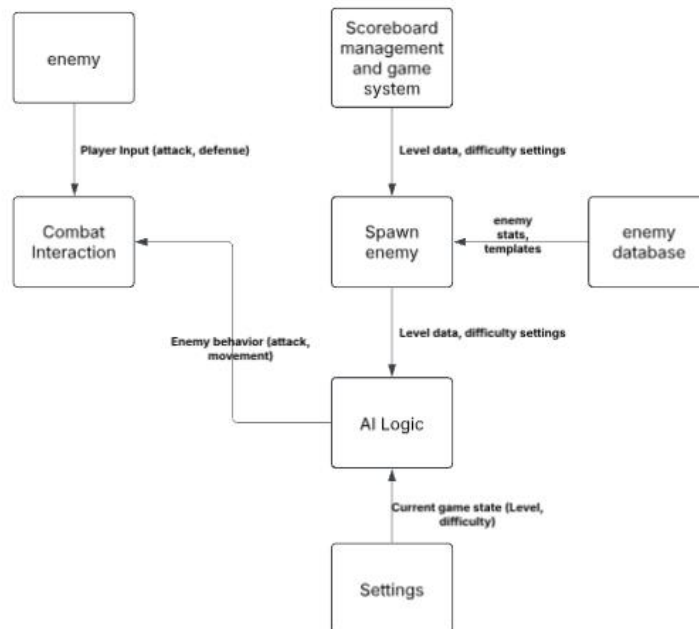 enemy
Scoreboard
management
and game
system
Player Input (attack, defense)
Level data, difficulty settings
Combat
Interaction
Spawn
enemy
enemy
stats,
templates
enemy
database
Enemy behavior (attack,
movement)
Level data, difficulty settings
AI Logic
Current game state (Level,
difficulty)
Settings